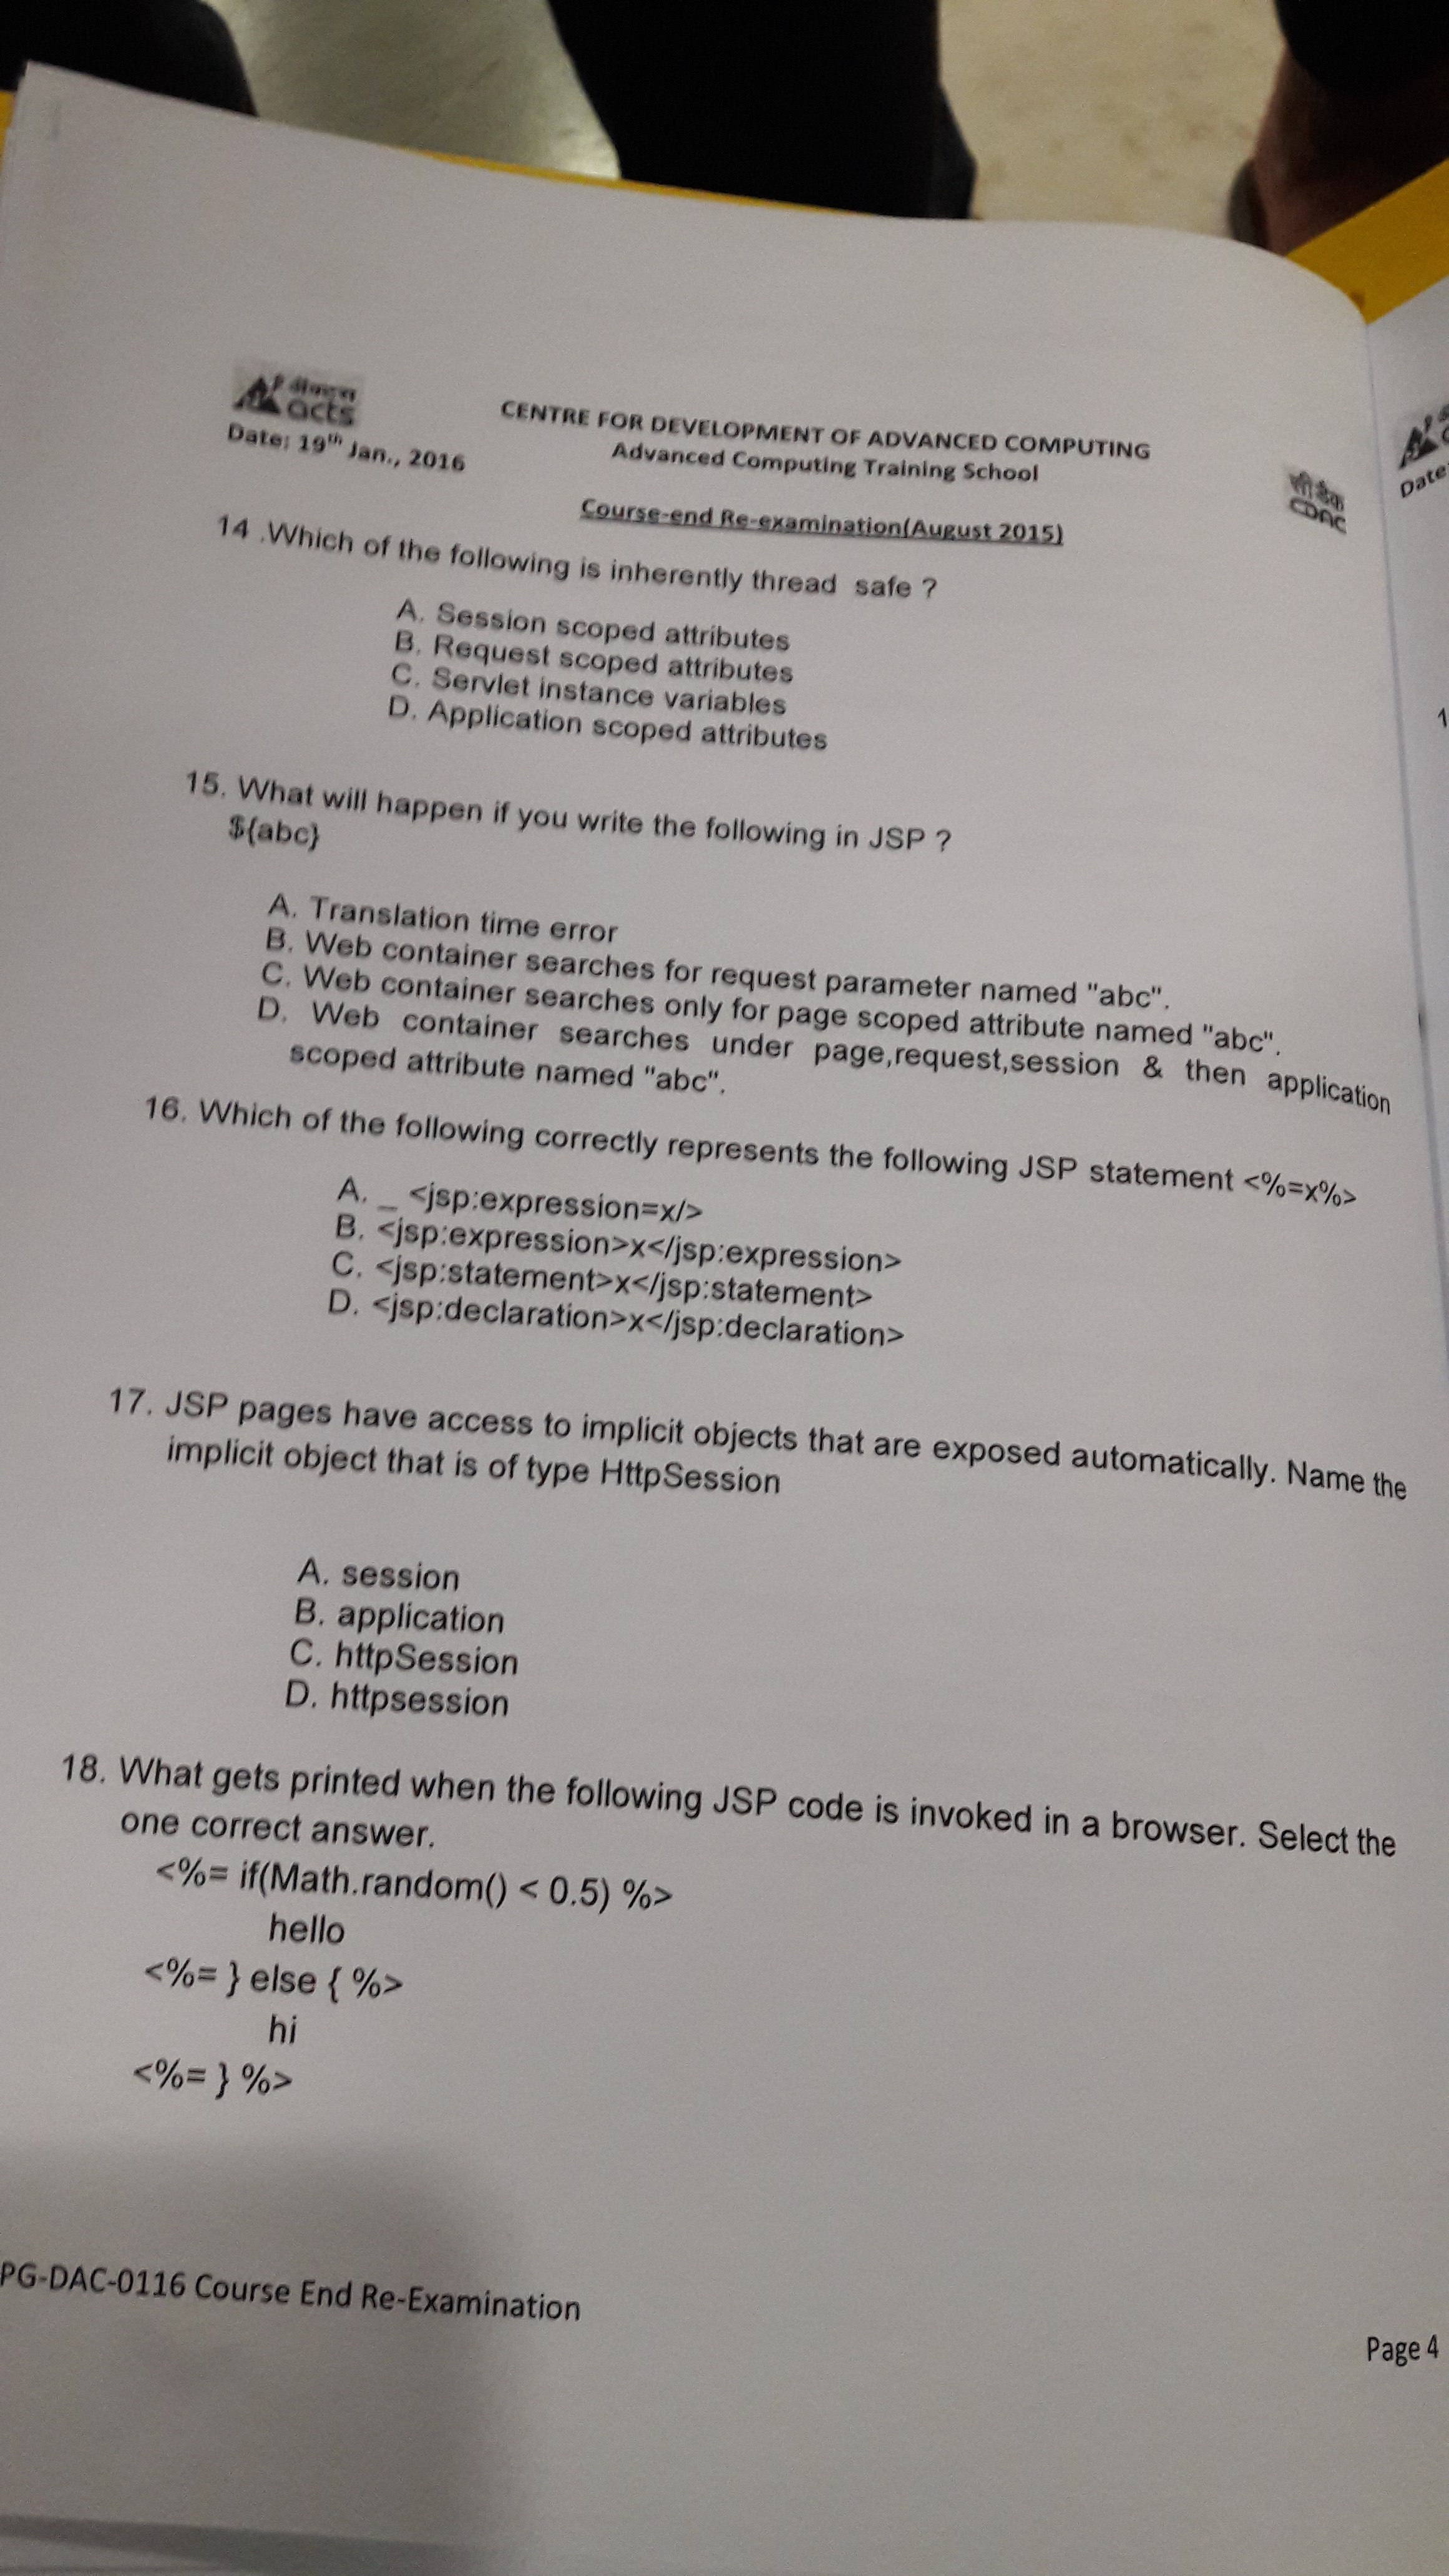 acts
Date: 19th Jan., 2016
CENTRE FOR DEVELOPMENT OF ADVANCED COMPUTING
Advanced Computing Training School
सी डैक
CDAC
Course-end Re-examination(August 2015)
14 .Which of the following is inherently thread safe ?
A. Session scoped attributes
B. Request scoped attributes
C. Servlet instance variables
D. Application scoped attributes
15. What will happen if you write the following in JSP ?
${abc}
A. Translation time error
B. Web container searches for request parameter named "abc".
C. Web container searches only for page scoped attribute named "abc".
D. Web container searches under page,request,session & then application
scoped attribute named "abc".
16. Which of the following correctly represents the following JSP statement <%=x%>
A. _ <jsp:expression=x/>
B. <jsp:expression>x</jsp:expression>
C. <jsp:statement>x</jsp:statement>
D. <jsp:declaration>x</jsp:declaration>
17. JSP pages have access to implicit objects that are exposed automatically. Name the
implicit object that is of type HttpSession
A. session
B. application
C. httpSession
D. httpsession
18. What gets printed when the following JSP code is invoked in a browser. Select the
one correct answer.
<%= if(Math.random() < 0.5) %>
hello
<%= } else { %>
hi
<%= } %>
PG-DAC-0116 Course End Re-Examination
Page 4
Date
1